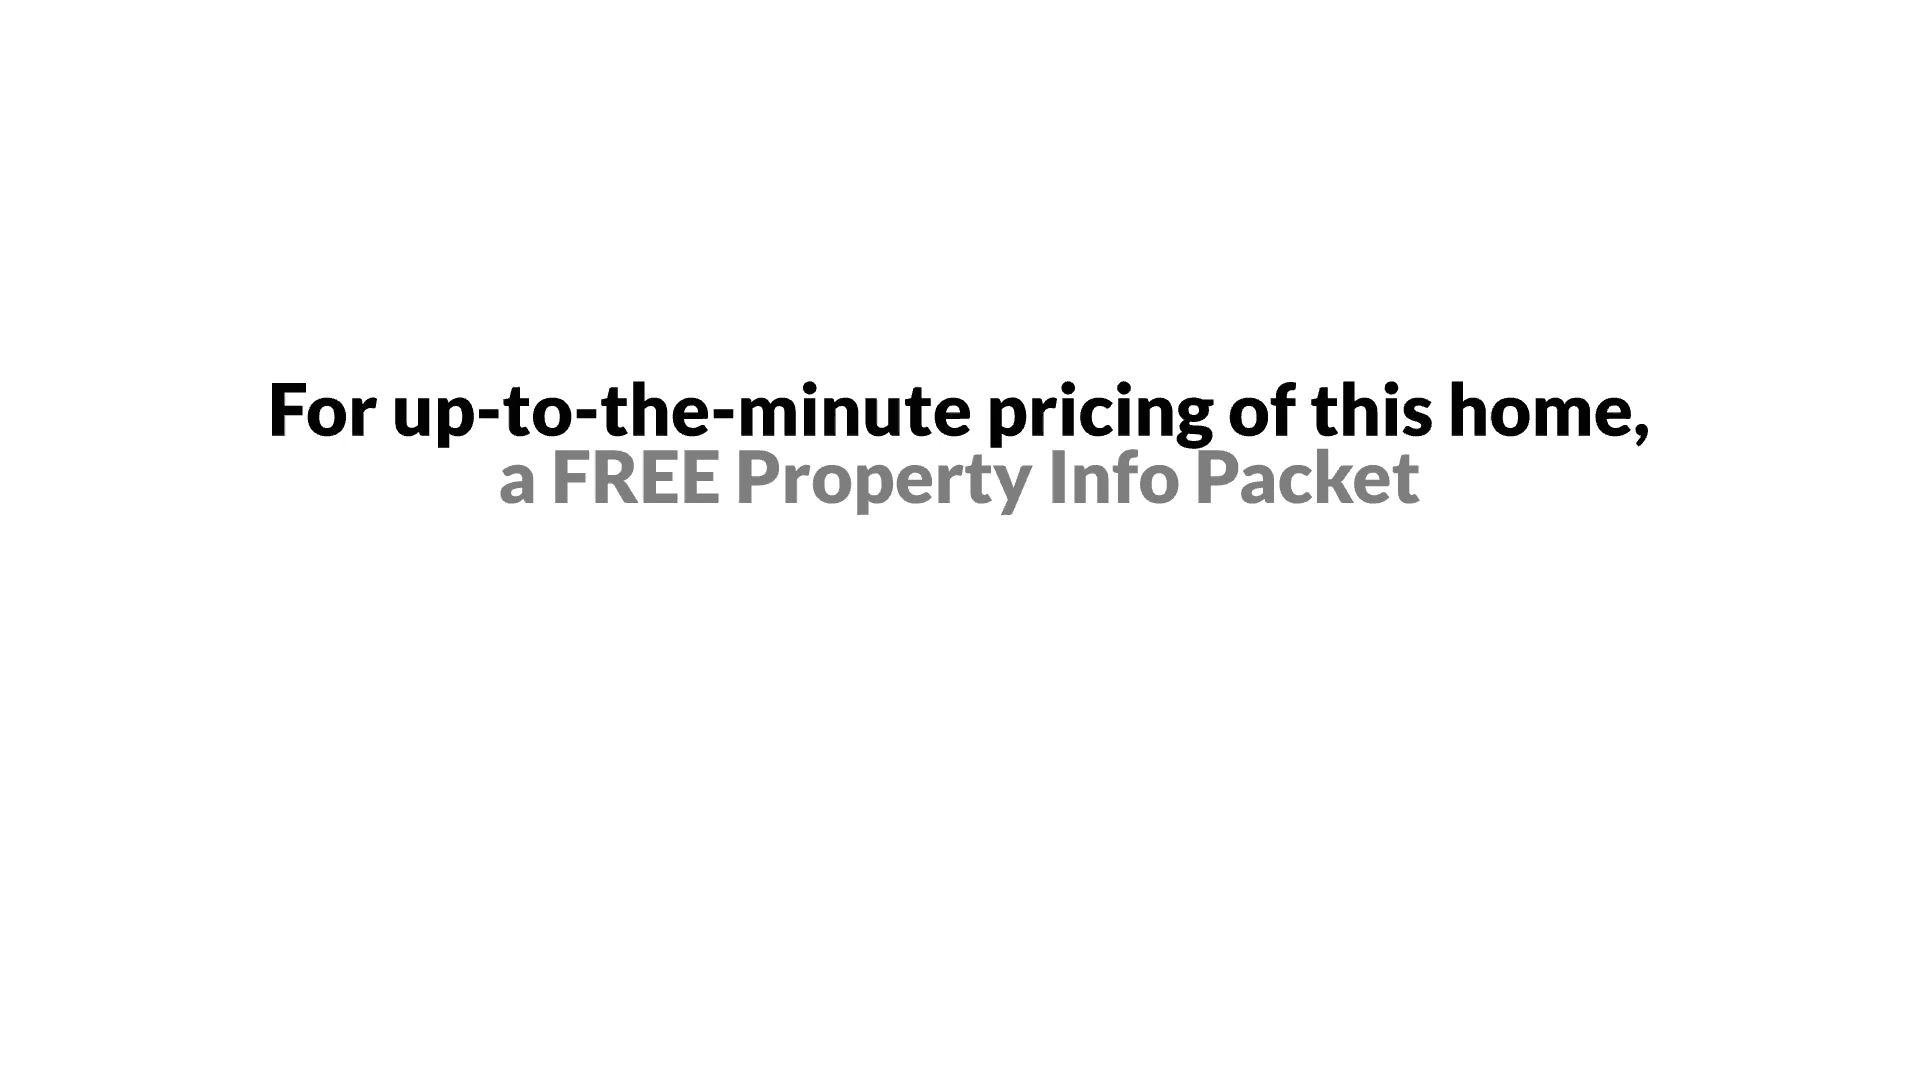 For up-to-the-minute pricing of this home,
a FREE Property Info Packet